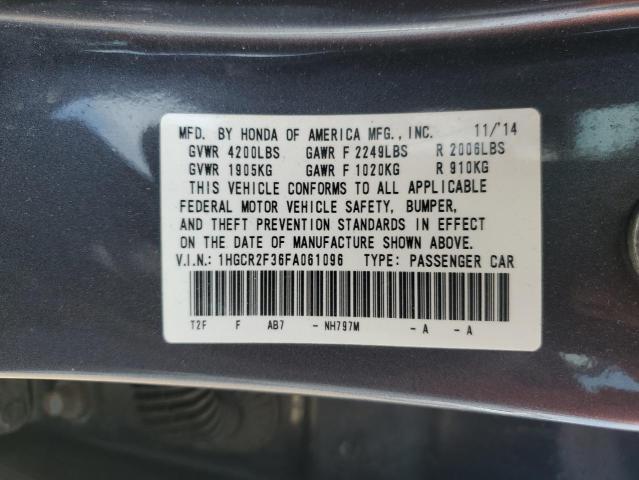 MFD. BY HONDA OF AMERICA MFG., INC. 11/'14
GVWR 4200LBS GAWR F 2249LBS R 2006LBS
GVWR 1905KG GAWR F 1020KG R 910KG
THIS VEHICLE CONFORMS TO ALL APPLICABLE
FEDERAL MOTOR VEHICLE SAFETY, BUMPER,
AND THEFT PREVENTION STANDARDS IN EFFECT
ON THE DATE OF MANUFACTURE SHOWN ABOVE.
V.I.N.: 1HGCR2F36FA061096 TYPE: PASSENGER CAR
T2F F AB7 - NH797M - A - A